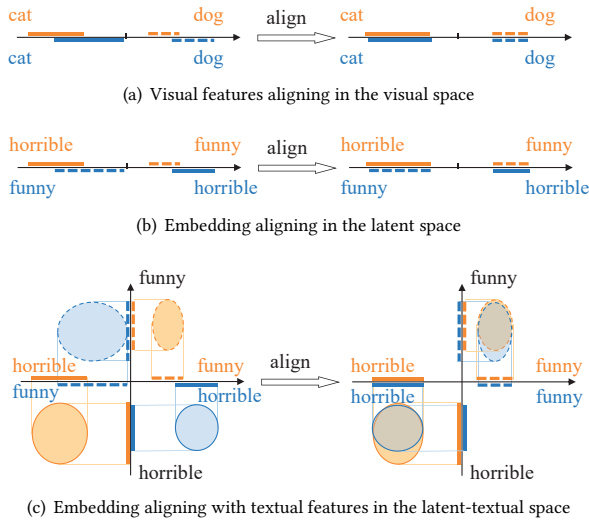 cat dog align cat dog
cat dog cat dog
(a) Visual features aligning in the visual space
horrible funny align horrible funny
funny horrible funny horrible
(b) Embedding aligning in the latent space
funny funny
horrible funny align horrible funny
funny horrible horrible funny
horrible horrible
(c) Embedding aligning with textual features in the latent-textual space